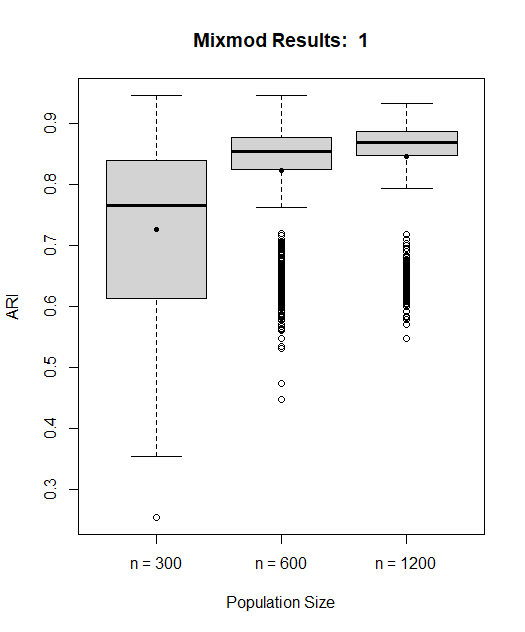 Mixmod Results:  1
ARI
0.9
0.8
0.7
0.6
0.5
0.4
0.3
n = 300
n = 600
n = 1200
Population Size